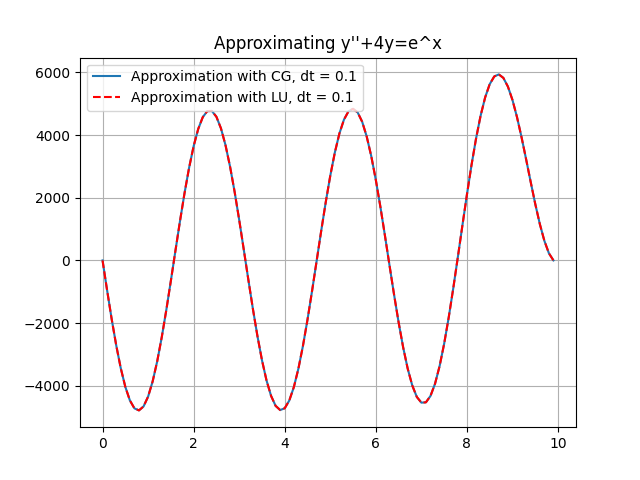 Approximating y''+4y=e^x
Approximation with CG, dt = 0.1
Approximation with LU, dt = 0.1
6000
4000
2000
0
−2000
−4000
0 2 4 6 8 10